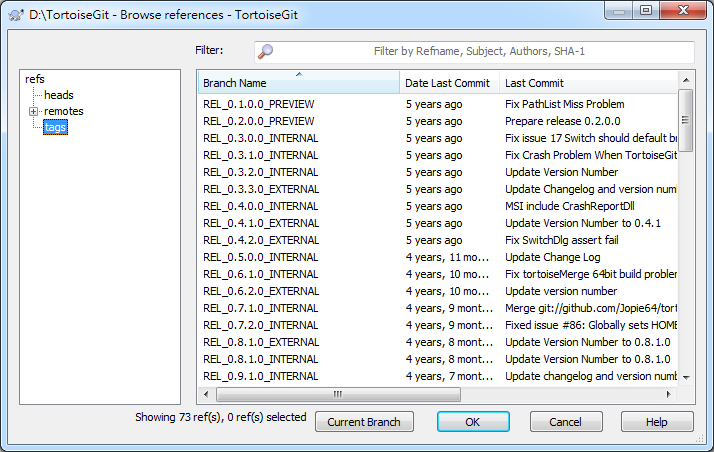 D:\TortoiseGit - Browse references - TortoiseGit
Filter: Filter by Refname, Subject, Authors, SHA-1
refs
heads
remotes
tags
Branch Name Date Last Commit Last Commit
REL_0.1.0.0_PREVIEW 5 years ago Fix PathList Miss Problem
REL_0.2.0.0_PREVIEW 5 years ago Prepare release 0.2.0.0
REL_0.3.0.0_INTERNAL 5 years ago Fix issue 17 Switch should default br
REL_0.3.1.0_INTERNAL 5 years ago Fix Crash Problem When TortoiseGit
REL_0.3.2.0_INTERNAL 5 years ago Update Version Number
REL_0.3.3.0_EXTERNAL 5 years ago Update Changelog and version num
REL_0.4.0.0_INTERNAL 5 years ago MSI include CrashReportDll
REL_0.4.1.0_EXTERNAL 5 years ago Update Version Number to 0.4.1
REL_0.4.2.0_EXTERNAL 5 years ago Fix SwitchDlg assert fail
REL_0.5.0.0_INTERNAL 4 years, 11 mo... Update Change Log
REL_0.6.1.0_INTERNAL 4 years, 10 mo... Fix tortoiseMerge 64bit build probler
REL_0.6.2.0_EXTERNAL 4 years, 10 mo... Update version number
REL_0.7.1.0_INTERNAL 4 years, 9 mont... Merge git://github.com/Jopie64/tort
REL_0.7.2.0_INTERNAL 4 years, 9 mont... Fixed issue #86: Globally sets HOME
REL_0.8.1.0_EXTERNAL 4 years, 8 mont... Update Version Number to 0.8.1.0
REL_0.8.1.0_INTERNAL 4 years, 8 mont... Update Version Number to 0.8.1.0
REL_0.9.1.0_INTERNAL 4 years, 7 mont... Update changelog and version numb
Showing 73 ref(s), 0 ref(s) selected Current Branch OK Cancel Help